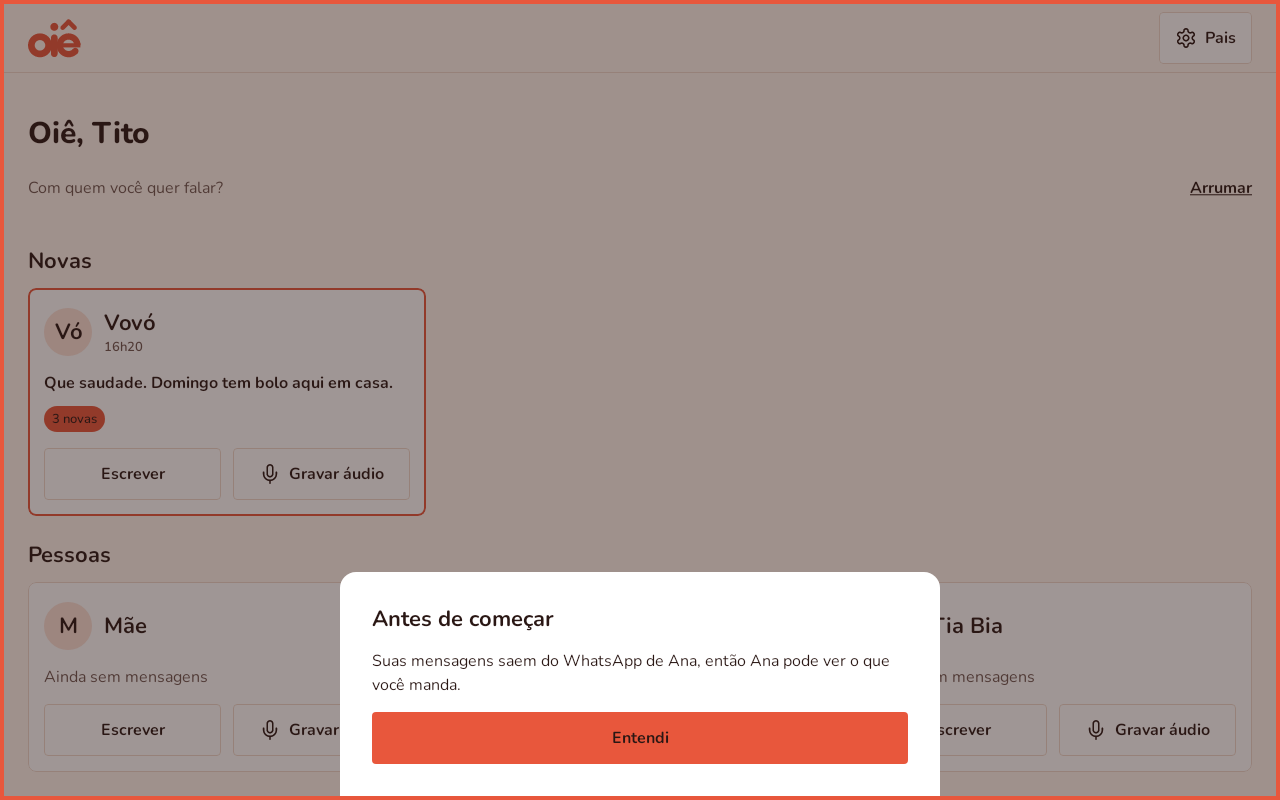 oiê
Pais
Oiê, Tito
Com quem você quer falar?
Arrumar
Novas
Vó
Vovó
16h20
Que saudade. Domingo tem bolo aqui em casa.
3 novas
Escrever
Gravar áudio
Pessoas
M
Mãe
Ainda sem mensagens
Escrever
Gravar
Tia Bia
mensagens
Gravar áudio
Antes de começar
Suas mensagens saem do WhatsApp de Ana, então Ana pode ver o que
você manda.
Entendi